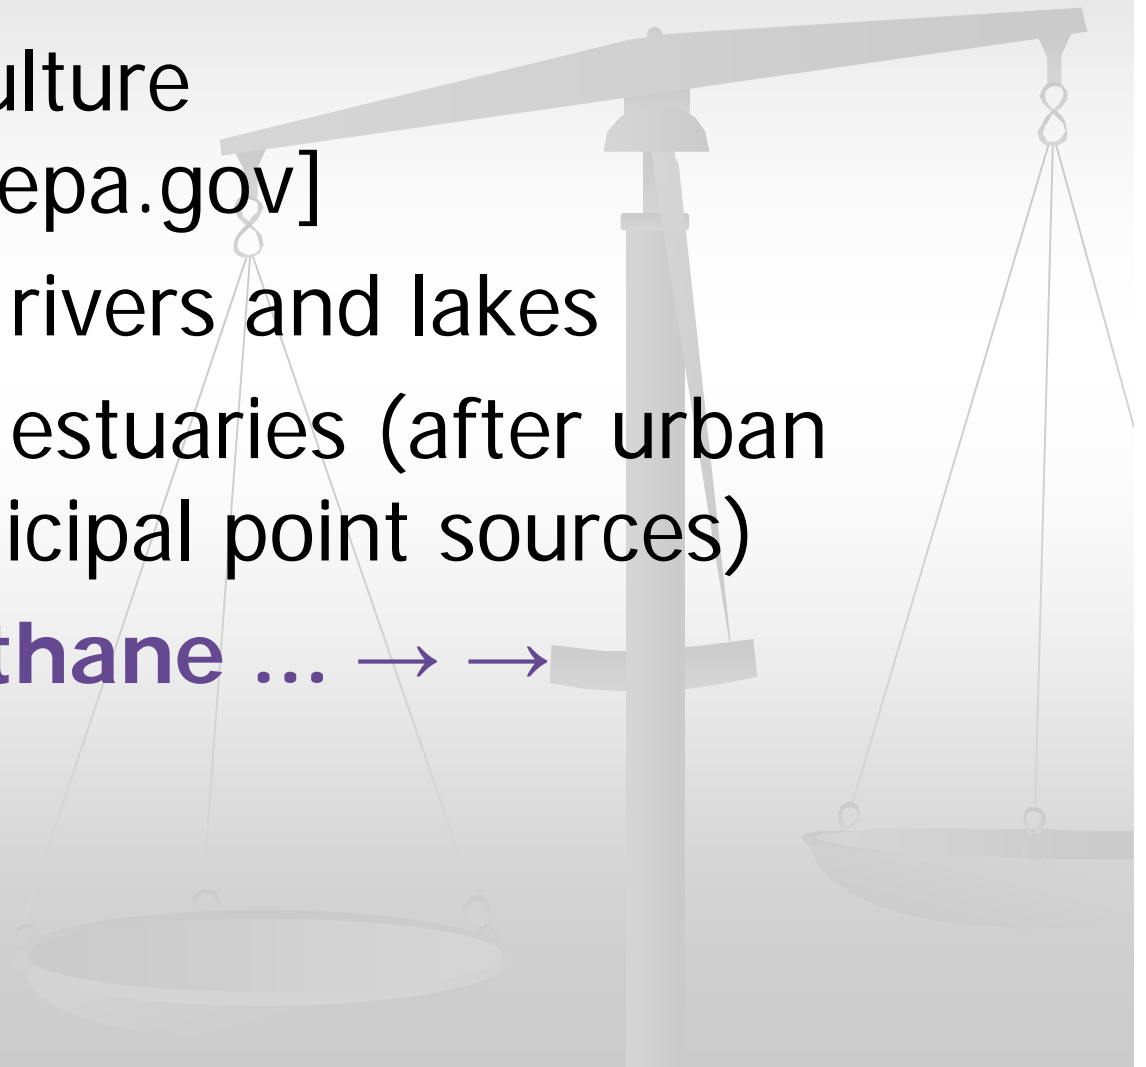 ulture
epa.gov]
rivers and lakes
estuaries (after urban
icipal point sources)
thane ... → →